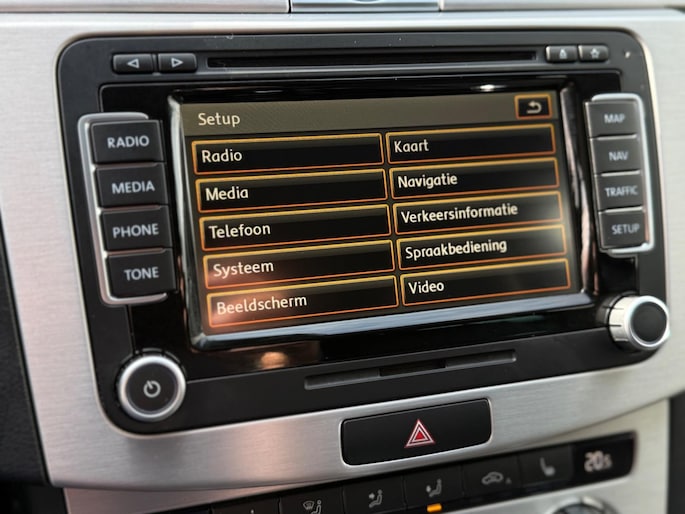 Setup
Radio
Kaart
Media
Navigatie
Telefoon
Verkeersinformatie
Systeem
Spraakbediening
Beeldscherm
Video
RADIO
MEDIA
PHONE
TONE
MAP
NAV
TRAFFIC
SETUP
20.5